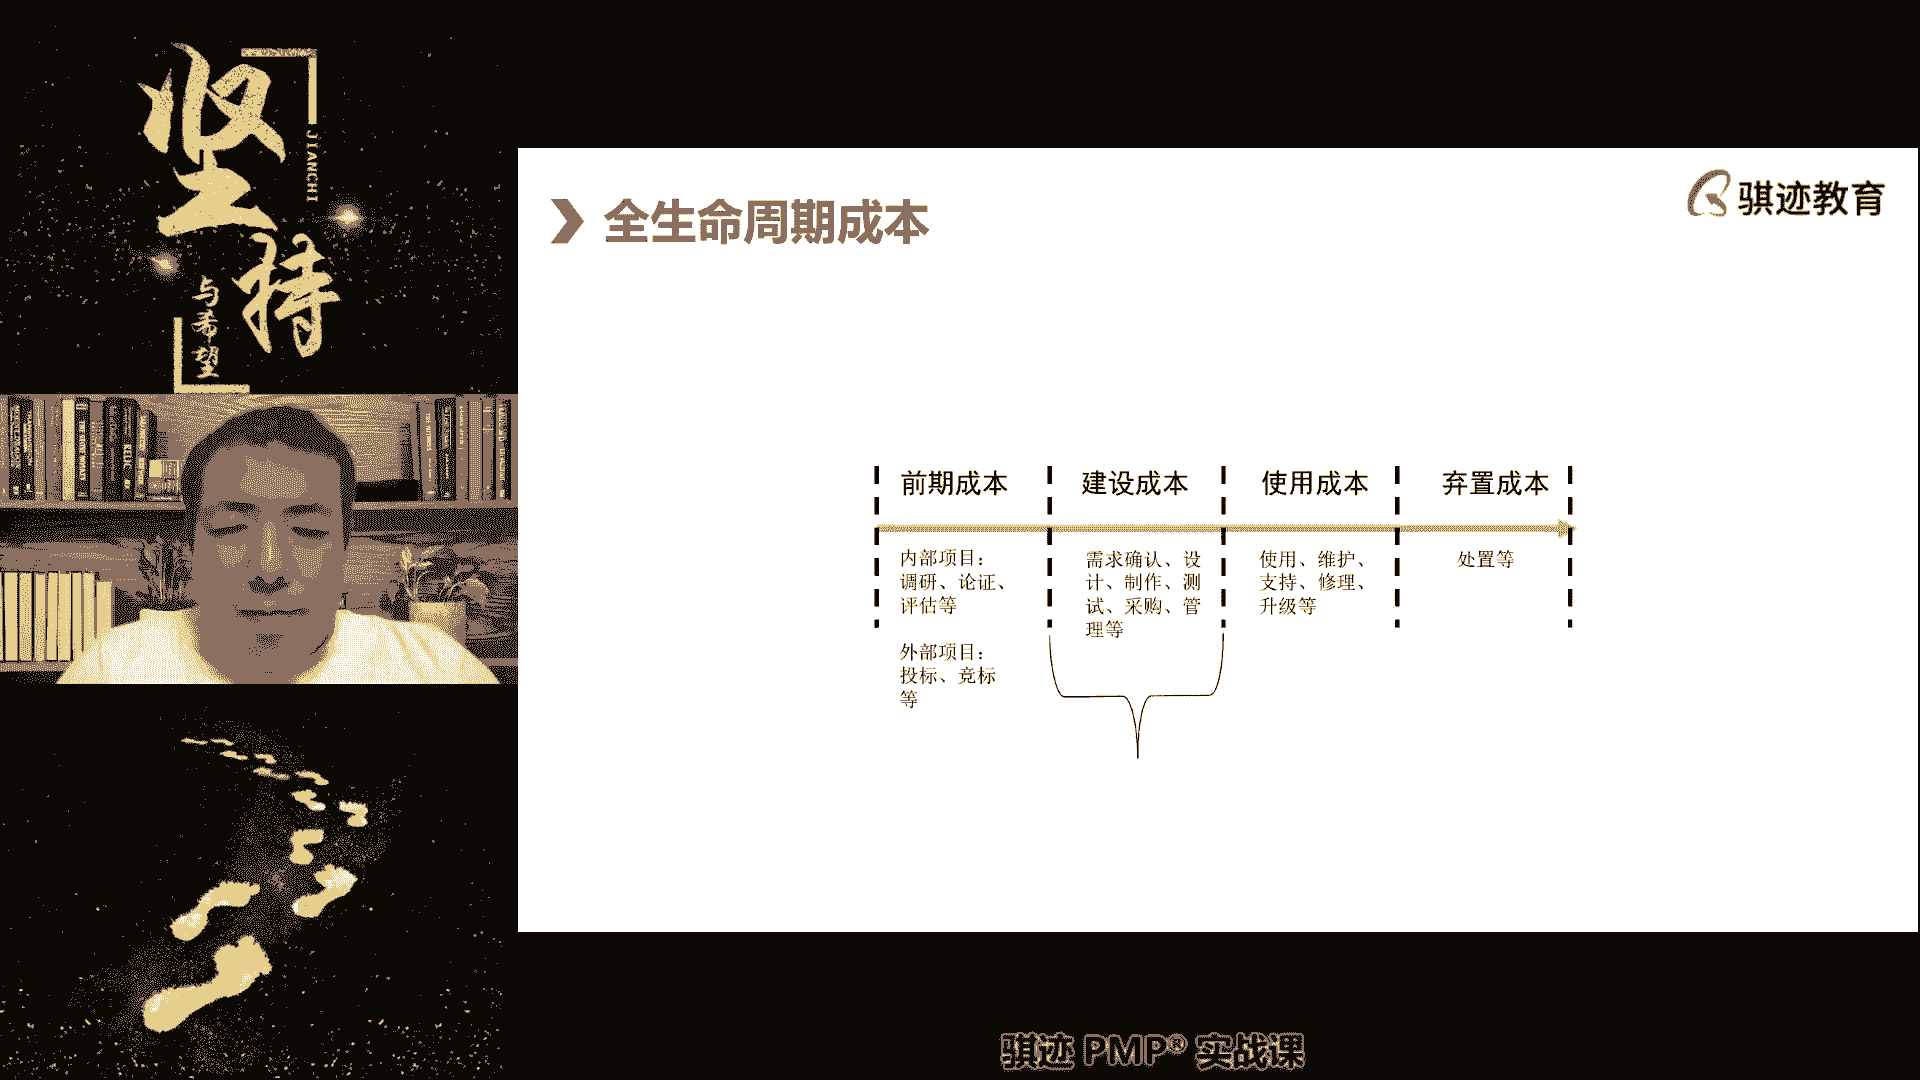 坚持
JIANCHI
与希望
全生命周期成本
骐迹教育
前期成本
建设成本
使用成本
弃置成本
内部项目：
调研、论证、
评估等
外部项目：
投标、竞标
等
需求确认、设
计、制作、测
试、采购、管
理等
使用、维护、
支持、修理、
升级等
处置等
骐迹 PMP® 实战课